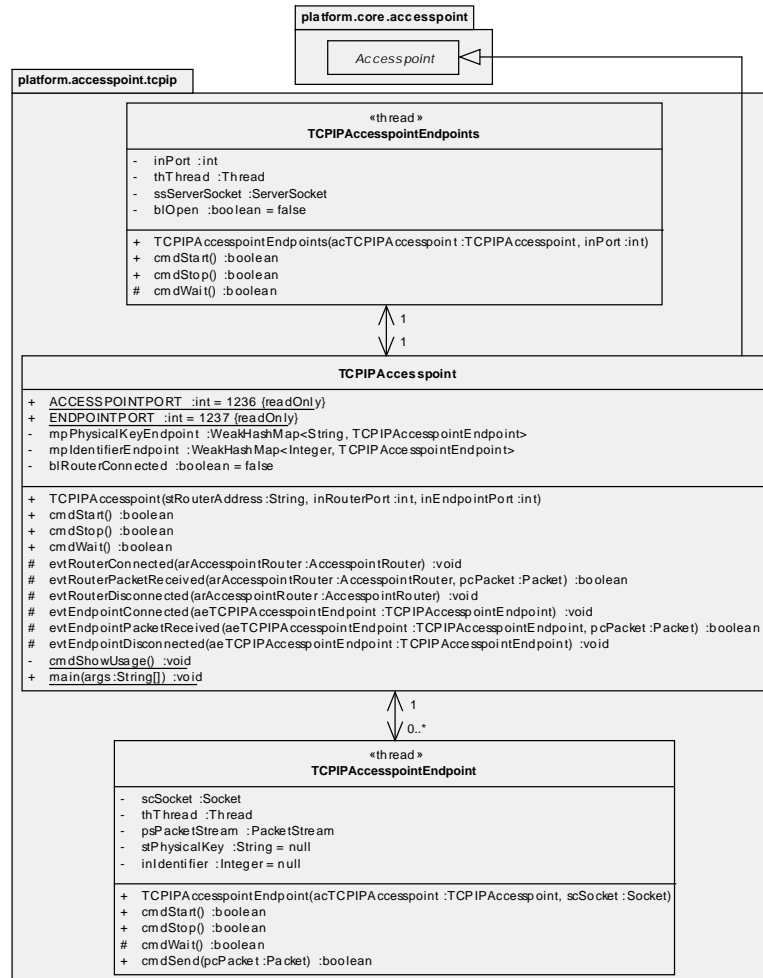 platform.core.accesspoint
Accesspoint
platform.accesspoint.tcpip
«thread»
TCPIPAccesspointEndpoints
- inPort :int
- thThread :Thread
- ssServerSocket :ServerSocket
- blOpen :boolean = false
+ TCPIPAccesspointEndpoints(acTCPIPAccesspoint :TCPIPAccesspoint, inPort :int)
+ cmdStart() :boolean
+ cmdStop() :boolean
# cmdWait() :boolean
1
1
TCPIPAccesspoint
+ ACCESSPOINTPORT :int = 1236 {readOnly}
+ ENDPOINTPORT :int = 1237 {readOnly}
- mpPhysicalKeyEndpoint :WeakHashMap<String, TCPIPAccesspointEndpoint>
- mpIdentifierEndpoint :WeakHashMap<Integer, TCPIPAccesspointEndpoint>
- blRouterConnected :boolean = false
+ TCPIPAccesspoint(stRouterAddress :String, inRouterPort :int, inEndpointPort :int)
+ cmdStart() :boolean
+ cmdStop() :boolean
+ cmdWait() :boolean
# evtRouterConnected(arAccesspointRouter :AccesspointRouter) :void
# evtRouterPacketReceived(arAccesspointRouter :AccesspointRouter, pcPacket :Packet) :boolean
# evtRouterDisconnected(arAccesspointRouter :AccesspointRouter) :void
# evtEndpointConnected(aeTCPIPAccesspointEndpoint :TCPIPAccesspointEndpoint) :void
# evtEndpointPacketReceived(aeTCPIPAccesspointEndpoint :TCPIPAccesspointEndpoint, pcPacket :Packet) :boolean
# evtEndpointDisconnected(aeTCPIPAccesspointEndpoint :TCPIPAccesspointEndpoint) :void
- cmdShowUsage() :void
+ main(args :String[]) :void
1
0..*
«thread»
TCPIPAccesspointEndpoint
- scSocket :Socket
- thThread :Thread
- psPacketStream :PacketStream
- stPhysicalKey :String = null
- inIdentifier :Integer = null
+ TCPIPAccesspointEndpoint(acTCPIPAccesspoint :TCPIPAccesspoint, scSocket :Socket)
+ cmdStart() :boolean
+ cmdStop() :boolean
# cmdWait() :boolean
+ cmdSend(pcPacket :Packet) :boolean